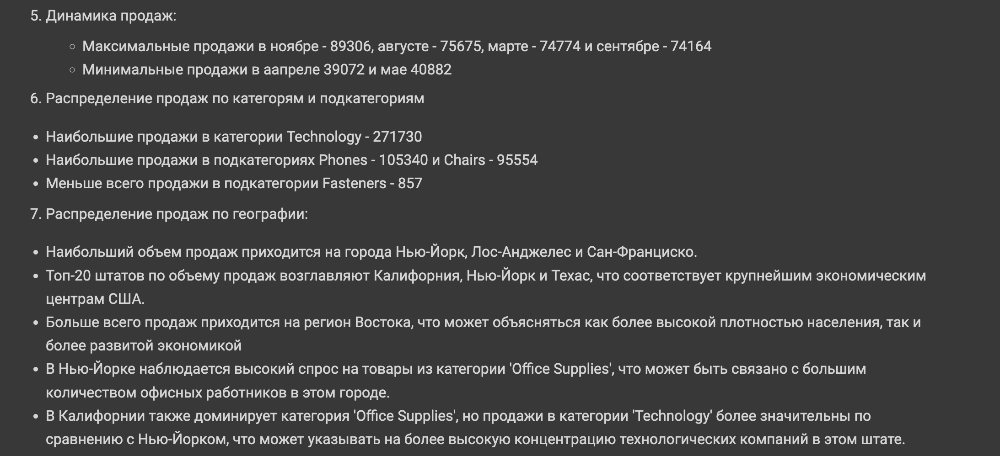 5. Динамика продаж:
◦ Максимальные продажи в ноябре - 89306, августе - 75675, марте - 74774 и сентябре - 74164
◦ Минимальные продажи в аапреле 39072 и мае 40882
6. Распределение продаж по категорям и подкатегориям
• Наибольшие продажи в категории Technology - 271730
• Наибольшие продажи в подкатегориях Phones - 105340 и Chairs - 95554
• Меньше всего продажи в подкатегории Fasteners - 857
7. Распределение продаж по географии:
• Наибольший объем продаж приходится на города Нью-Йорк, Лос-Анджелес и Сан-Франциско.
• Топ-20 штатов по объему продаж возглавляют Калифорния, Нью-Йорк и Техас, что соответствует крупнейшим экономическим
центрам США.
• Больше всего продаж приходится на регион Востока, что может объясняться как более высокой плотностью населения, так и
более развитой экономикой
• В Нью-Йорке наблюдается высокий спрос на товары из категории 'Office Supplies', что может быть связано с большим
количеством офисных работников в этом городе.
• В Калифорнии также доминирует категория 'Office Supplies', но продажи в категории 'Technology' более значительны по
сравнению с Нью-Йорком, что может указывать на более высокую концентрацию технологических компаний в этом штате.